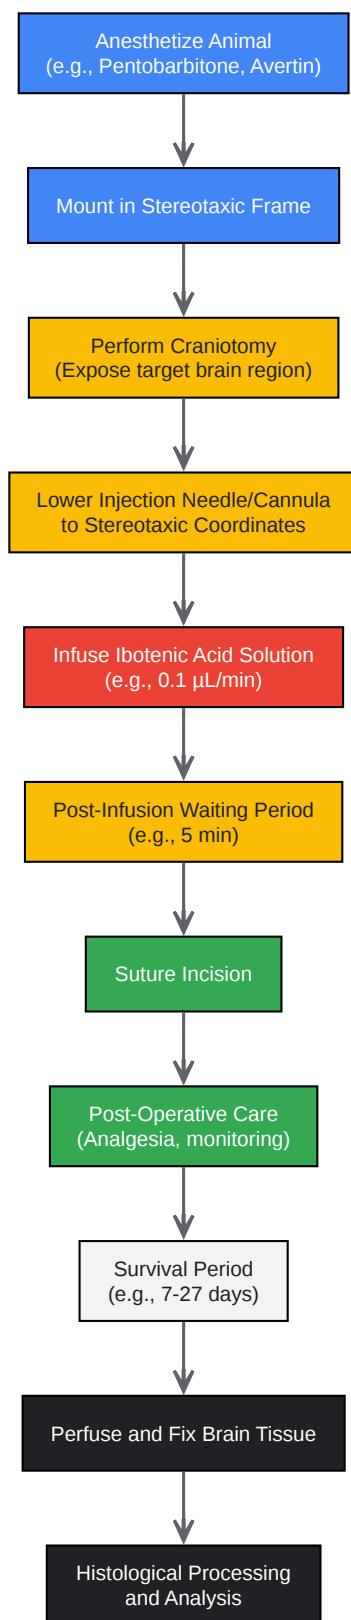 Anesthetize Animal
(e.g., Pentobarbitone, Avertin)
Mount in Stereotaxic Frame
Perform Craniotomy
(Expose target brain region)
Lower Injection Needle/Cannula
to Stereotaxic Coordinates
Infuse Ibotenic Acid Solution
(e.g., 0.1 µL/min)
Post-Infusion Waiting Period
(e.g., 5 min)
Suture Incision
Post-Operative Care
(Analgesia, monitoring)
Survival Period
(e.g., 7-27 days)
Perfuse and Fix Brain Tissue
Histological Processing
and Analysis